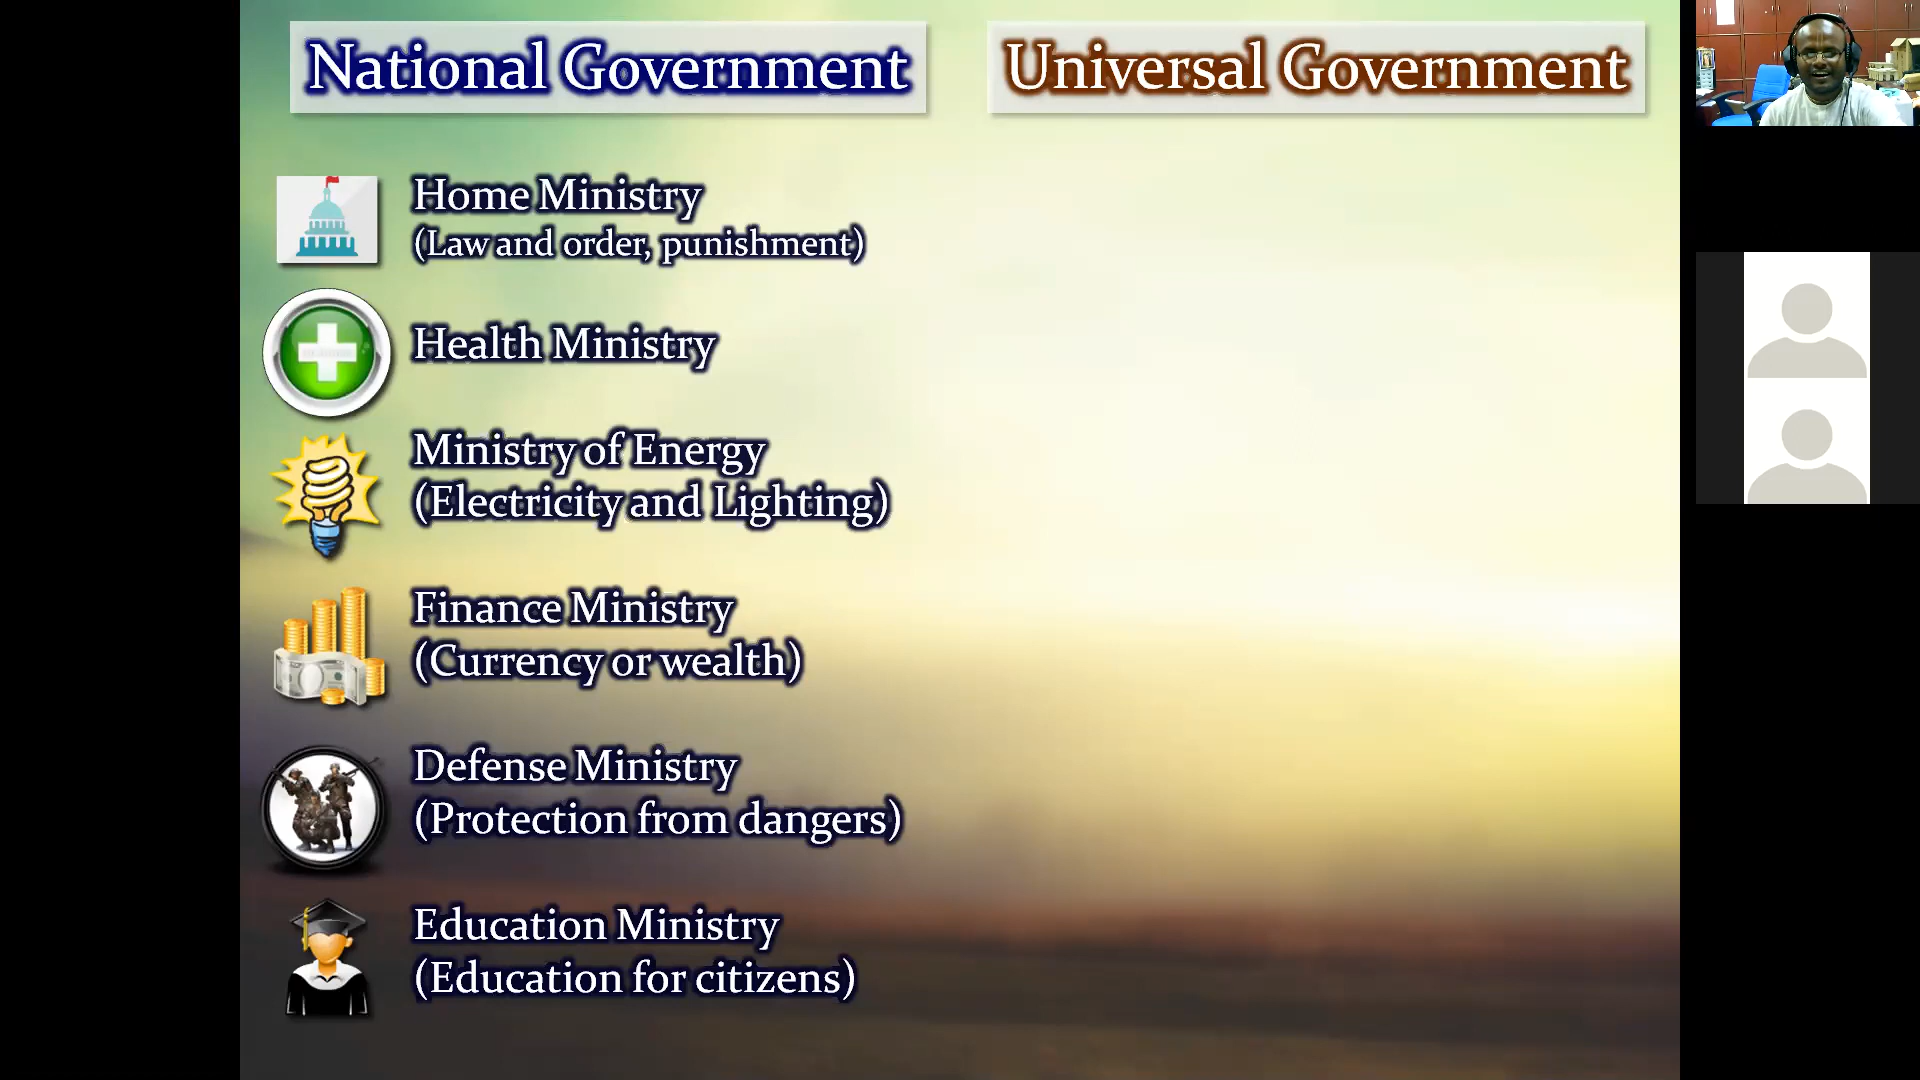 National Government
Universal Government
Home Ministry
(Law and order, punishment)
Health Ministry
Ministry of Energy
(Electricity and Lighting)
Finance Ministry
(Currency or wealth)
Defense Ministry
(Protection from dangers)
Education Ministry
(Education for citizens)